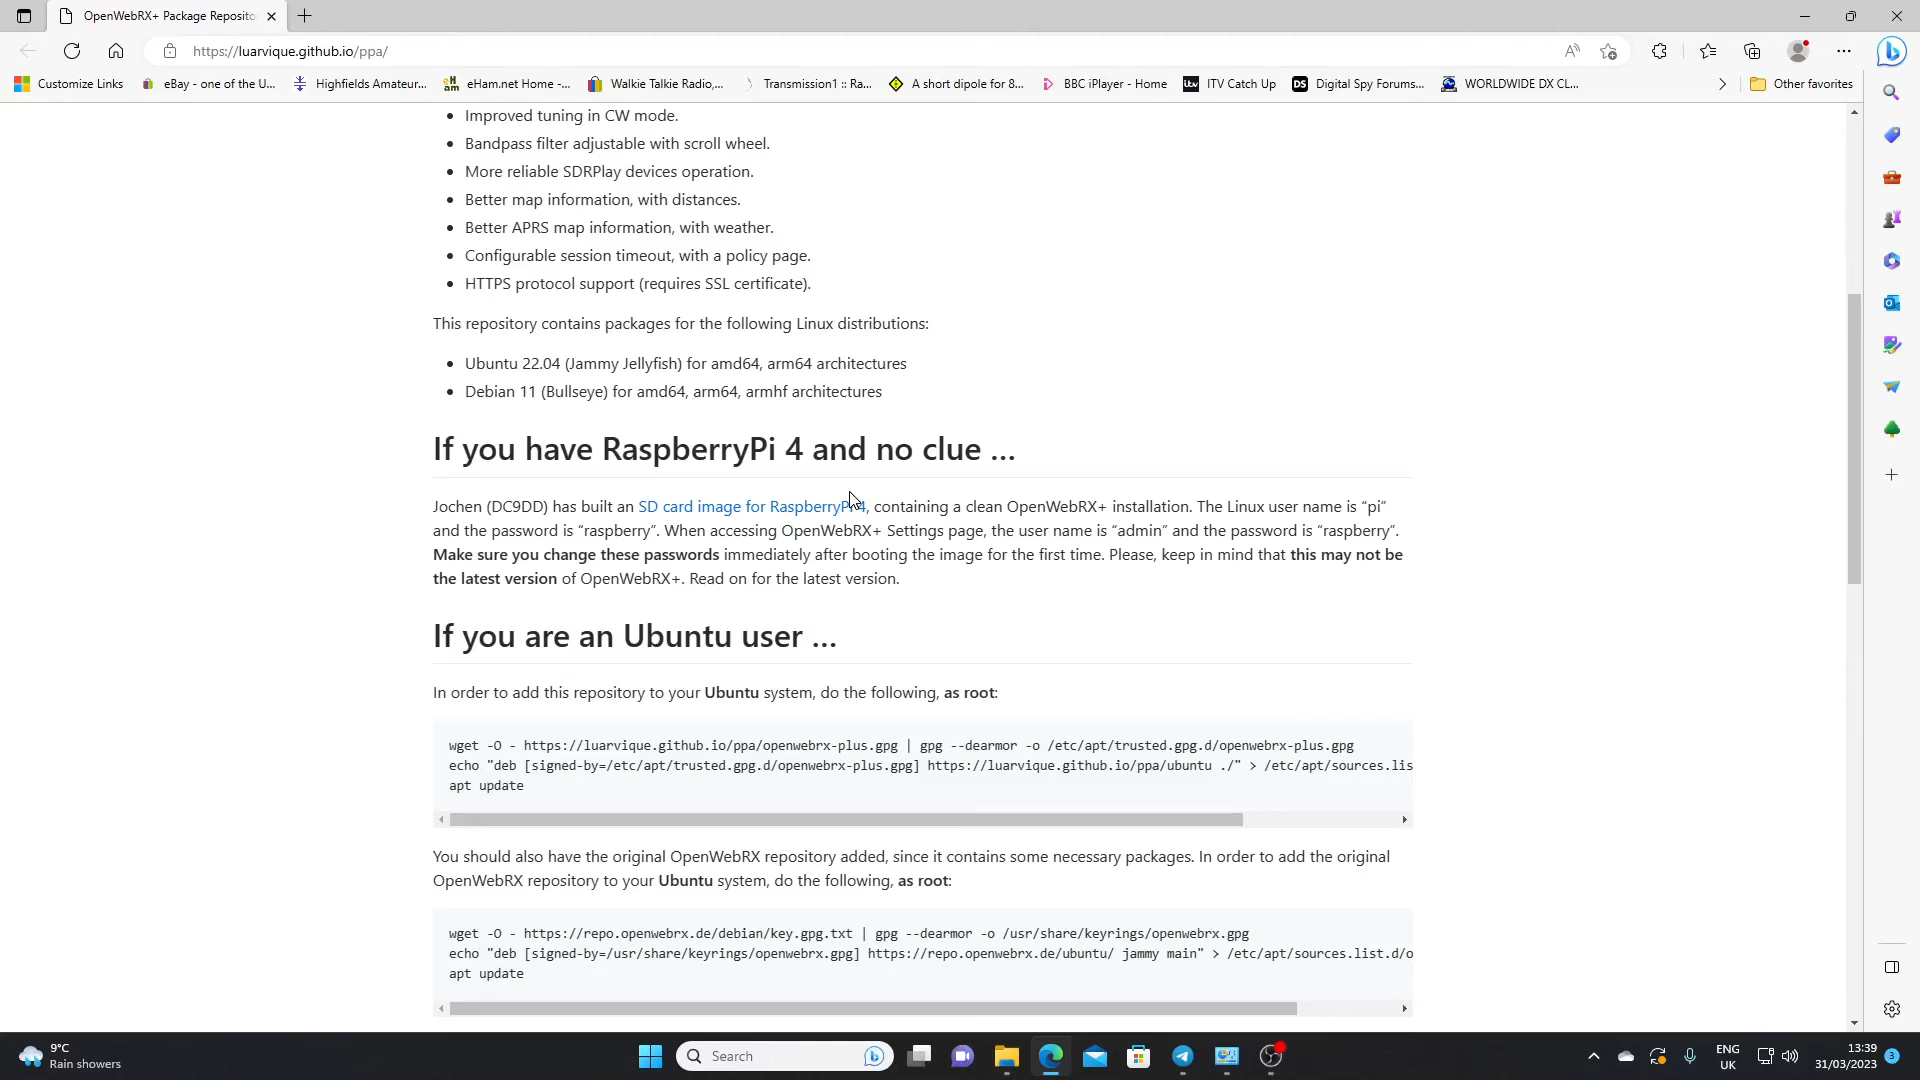 OpenWebRX+ Package Reposito
https://luarvique.github.io/ppa/
Customize Links
eBay - one of the U...
Highfields Amateur...
eHam.net Home -...
Walkie Talkie Radio,...
Transmission1 :: Ra...
A short dipole for 8...
BBC iPlayer - Home
ITV Catch Up
Digital Spy Forums...
WORLDWIDE DX CL...
Other favorites
Improved tuning in CW mode.
Bandpass filter adjustable with scroll wheel.
More reliable SDRPlay devices operation.
Better map information, with distances.
Better APRS map information, with weather.
Configurable session timeout, with a policy page.
HTTPS protocol support (requires SSL certificate).
This repository contains packages for the following Linux distributions:
Ubuntu 22.04 (Jammy Jellyfish) for amd64, arm64 architectures
Debian 11 (Bullseye) for amd64, arm64, armhf architectures
If you have RaspberryPi 4 and no clue ...
Jochen (DC9DD) has built an SD card image for RaspberryPi 4, containing a clean OpenWebRX+ installation. The Linux user name is “pi”
and the password is “raspberry”. When accessing OpenWebRX+ Settings page, the user name is “admin” and the password is “raspberry”.
Make sure you change these passwords immediately after booting the image for the first time. Please, keep in mind that this may not be
the latest version of OpenWebRX+. Read on for the latest version.
If you are an Ubuntu user ...
In order to add this repository to your Ubuntu system, do the following, as root:
wget -O - https://luarvique.github.io/ppa/openwebrx-plus.gpg | gpg --dearmor -o /etc/apt/trusted.gpg.d/openwebrx-plus.gpg
echo "deb [signed-by=/etc/apt/trusted.gpg.d/openwebrx-plus.gpg] https://luarvique.github.io/ppa/ubuntu ./" > /etc/apt/sources.lis
apt update
You should also have the original OpenWebRX repository added, since it contains some necessary packages. In order to add the original
OpenWebRX repository to your Ubuntu system, do the following, as root:
wget -O - https://repo.openwebrx.de/debian/key.gpg.txt | gpg --dearmor -o /usr/share/keyrings/openwebrx.gpg
echo "deb [signed-by=/usr/share/keyrings/openwebrx.gpg] https://repo.openwebrx.de/ubuntu/ jammy main" > /etc/apt/sources.list.d/o
apt update
9°C
Rain showers
Search
ENG
UK
13:39
31/03/2023
3